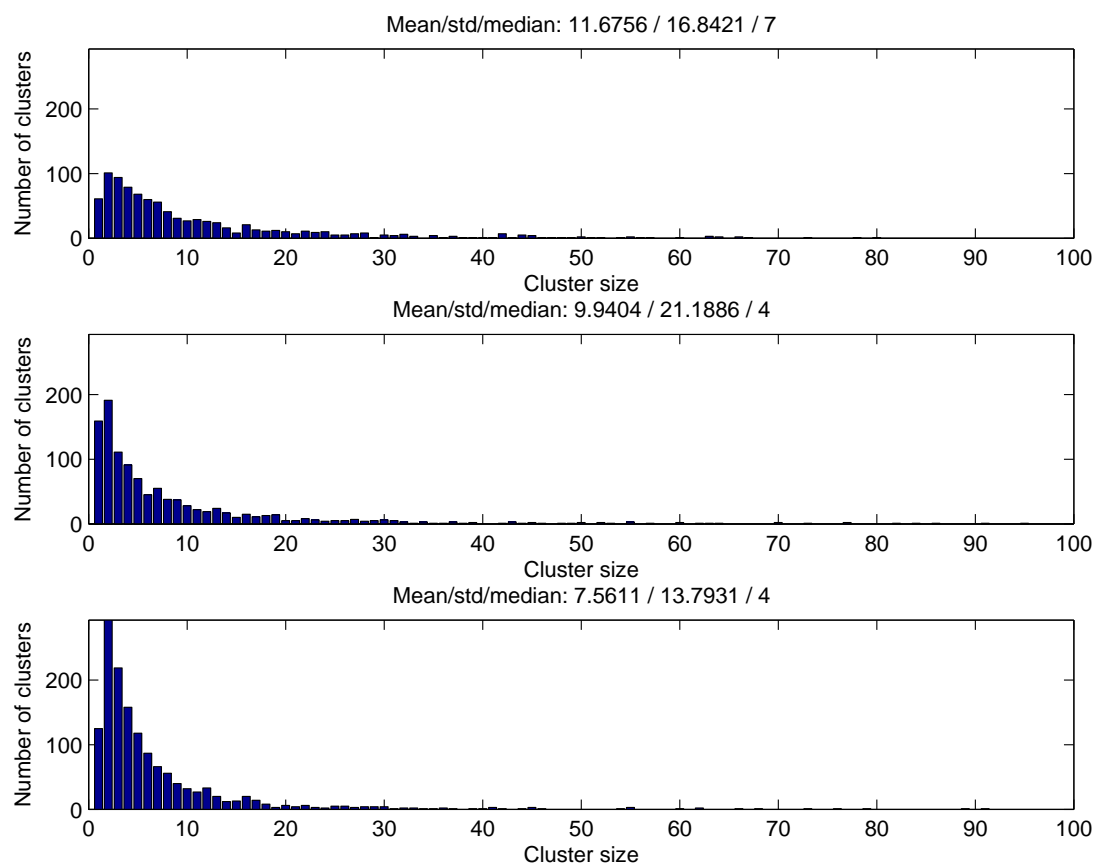 Mean/std/median: 11.6756 / 16.8421 / 7
Number of clusters
200
100
0
0 10 20 30 40 50 60 70 80 90 100
Cluster size
Mean/std/median: 9.9404 / 21.1886 / 4
Number of clusters
200
100
0
0 10 20 30 40 50 60 70 80 90 100
Cluster size
Mean/std/median: 7.5611 / 13.7931 / 4
Number of clusters
200
100
0
0 10 20 30 40 50 60 70 80 90 100
Cluster size